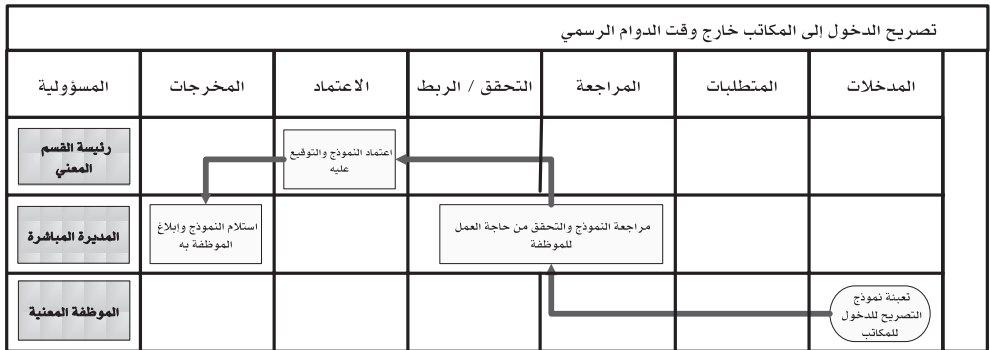 تصريح الدخول إلى المكاتب خارج وقت الدوام الرسمي
المدخلات
المتطلبات
المراجعة
التحقق / الربط
الاعتماد
المخرجات
المسؤولية
اعتماد النموذج والتوقيع
عليه
رئيسة القسم
المعني
مراجعة النموذج والتحقق من حاجة العمل
للموظفة
استلام النموذج وإبلاغ
الموظفة به
المديرة المباشرة
تعبئة نموذج
التصريح للدخول
للمكاتب
الموظفة المعنية